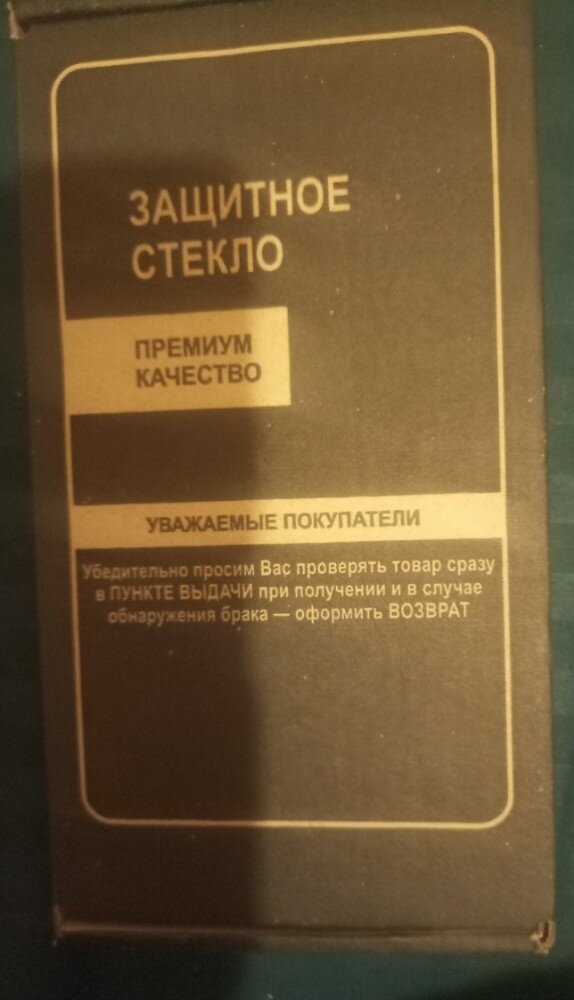 ЗАЩИТНОЕ
СТЕКЛО
ПРЕМИУМ
КАЧЕСТВО
УВАЖАЕМЫЕ ПОКУПАТЕЛИ
Убедительно просим Вас проверять товар сразу
в ПУНКТЕ ВЫДАЧИ при получении и в случае
обнаружения брака — оформить ВОЗВРАТ